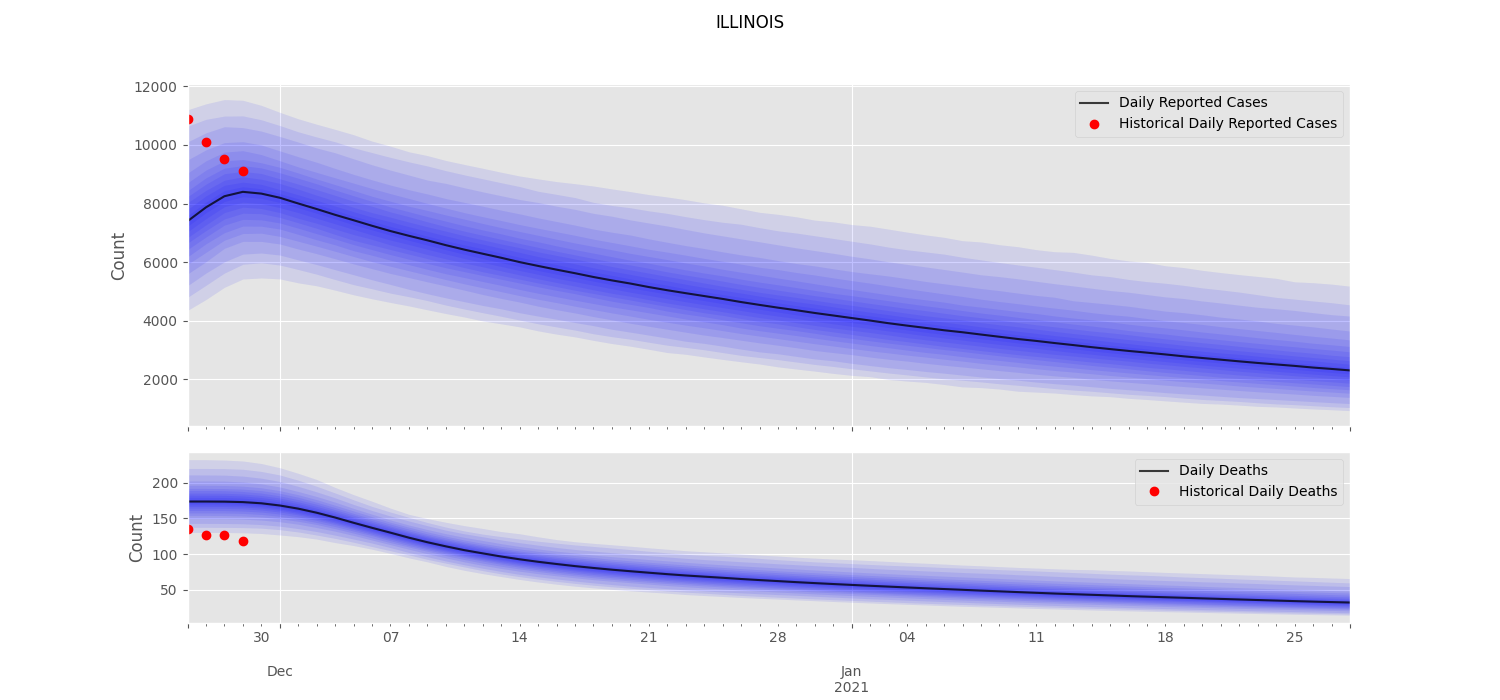 ILLINOIS
12000
10000
8000
6000
4000
2000
Count
Daily Reported Cases
Historical Daily Reported Cases
200
150
100
50
Count
Daily Deaths
Historical Daily Deaths
30 07 14 21 28 04 11 18 25
Dec Jan
2021